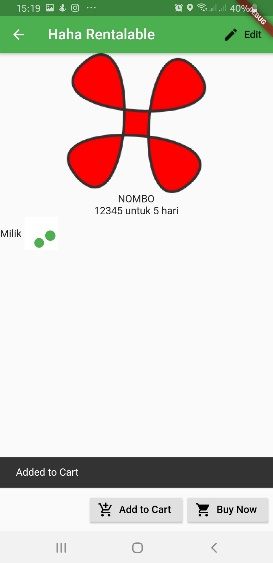 15:19 40%
DEBUG
Haha Rentalable Edit
NOMBO
12345 untuk 5 hari
Milik
Added to Cart
Add to Cart Buy Now